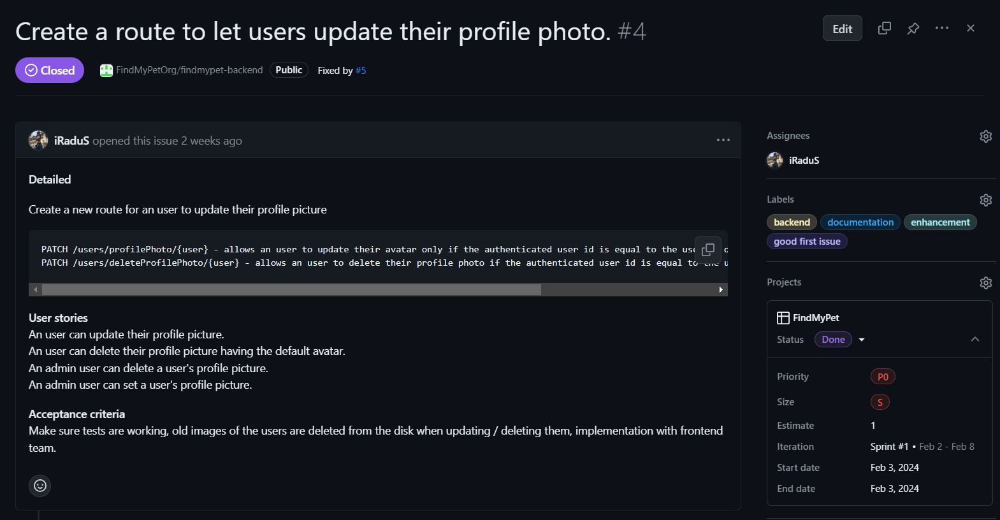 Create a route to let users update their profile photo. #4
Edit
Closed
FindMyPetOrg/findmypet-backend
Public
Fixed by #5
iRaduS opened this issue 2 weeks ago
Detailed
Create a new route for an user to update their profile picture
PATCH /users/profilePhoto/{user} - allows an user to update their avatar only if the authenticated user id is equal to the
PATCH /users/deleteProfilePhoto/{user} - allows an user to delete their profile photo if the authenticated user id is equal to the
User stories
An user can update their profile picture.
An user can delete their profile picture having the default avatar.
An admin user can delete a user's profile picture.
An admin user can set a user's profile picture.
Acceptance criteria
Make sure tests are working, old images of the users are deleted from the disk when updating / deleting them, implementation with frontend
team.
Assignees
iRaduS
Labels
backend
documentation
enhancement
good first issue
Projects
FindMyPet
Status
Done
Priority
P0
Size
S
Estimate
1
Iteration
Sprint #1 • Feb 2 - Feb 8
Start date
Feb 3, 2024
End date
Feb 3, 2024